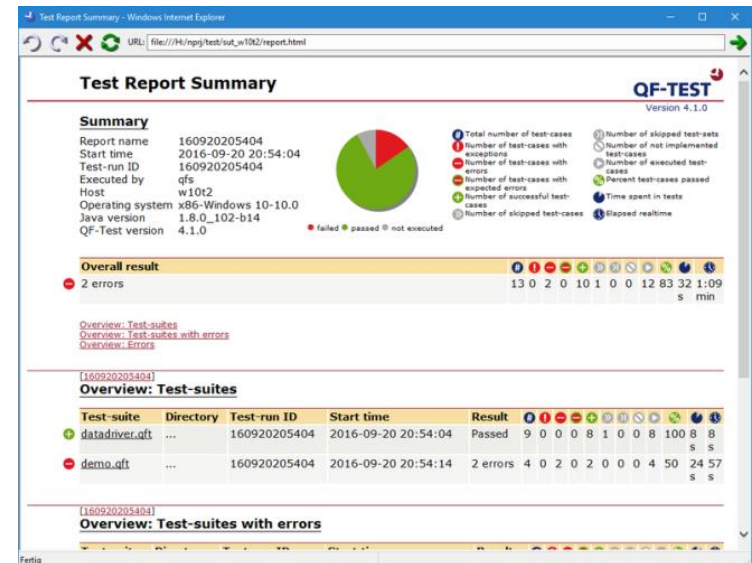 Test Report Summary - Windows Internet Explorer
URL: file:///H:/nprj/test/sut_w10t2/report.html
Test Report Summary
QF-TEST
Version 4.1.0
Summary
Report name 160920205404
Start time 2016-09-20 20:54:04
Test-run ID 160920205404
Executed by qfs
Host w10t2
Operating system x86-Windows 10-10.0
Java version 1.8.0_102-b14
QF-Test version 4.1.0
failed passed not executed
Total number of test-cases
Number of test-cases with
exceptions
Number of test-cases with
errors
Number of test-cases with
expected errors
Number of successful test-
cases
Number of skipped test-cases
Number of skipped test-sets
Number of not implemented
test-cases
Number of executed test-
cases
Percent test-cases passed
Time spent in tests
Elapsed realtime
Overall result
2 errors 13 0 2 0 10 1 0 0 12 83 32 1:09
s min
Overview: Test-suites
Overview: Test-suites with errors
Overview: Errors
[160920205404]
Overview: Test-suites
Test-suite Directory Test-run ID Start time Result
datadriver.qft ... 160920205404 2016-09-20 20:54:04 Passed 9 0 0 0 8 1 0 0 8 100 8 8
s s
demo.qft ... 160920205404 2016-09-20 20:54:14 2 errors 4 0 2 0 2 0 0 0 4 50 24 57
s s
[160920205404]
Overview: Test-suites with errors
Fertig